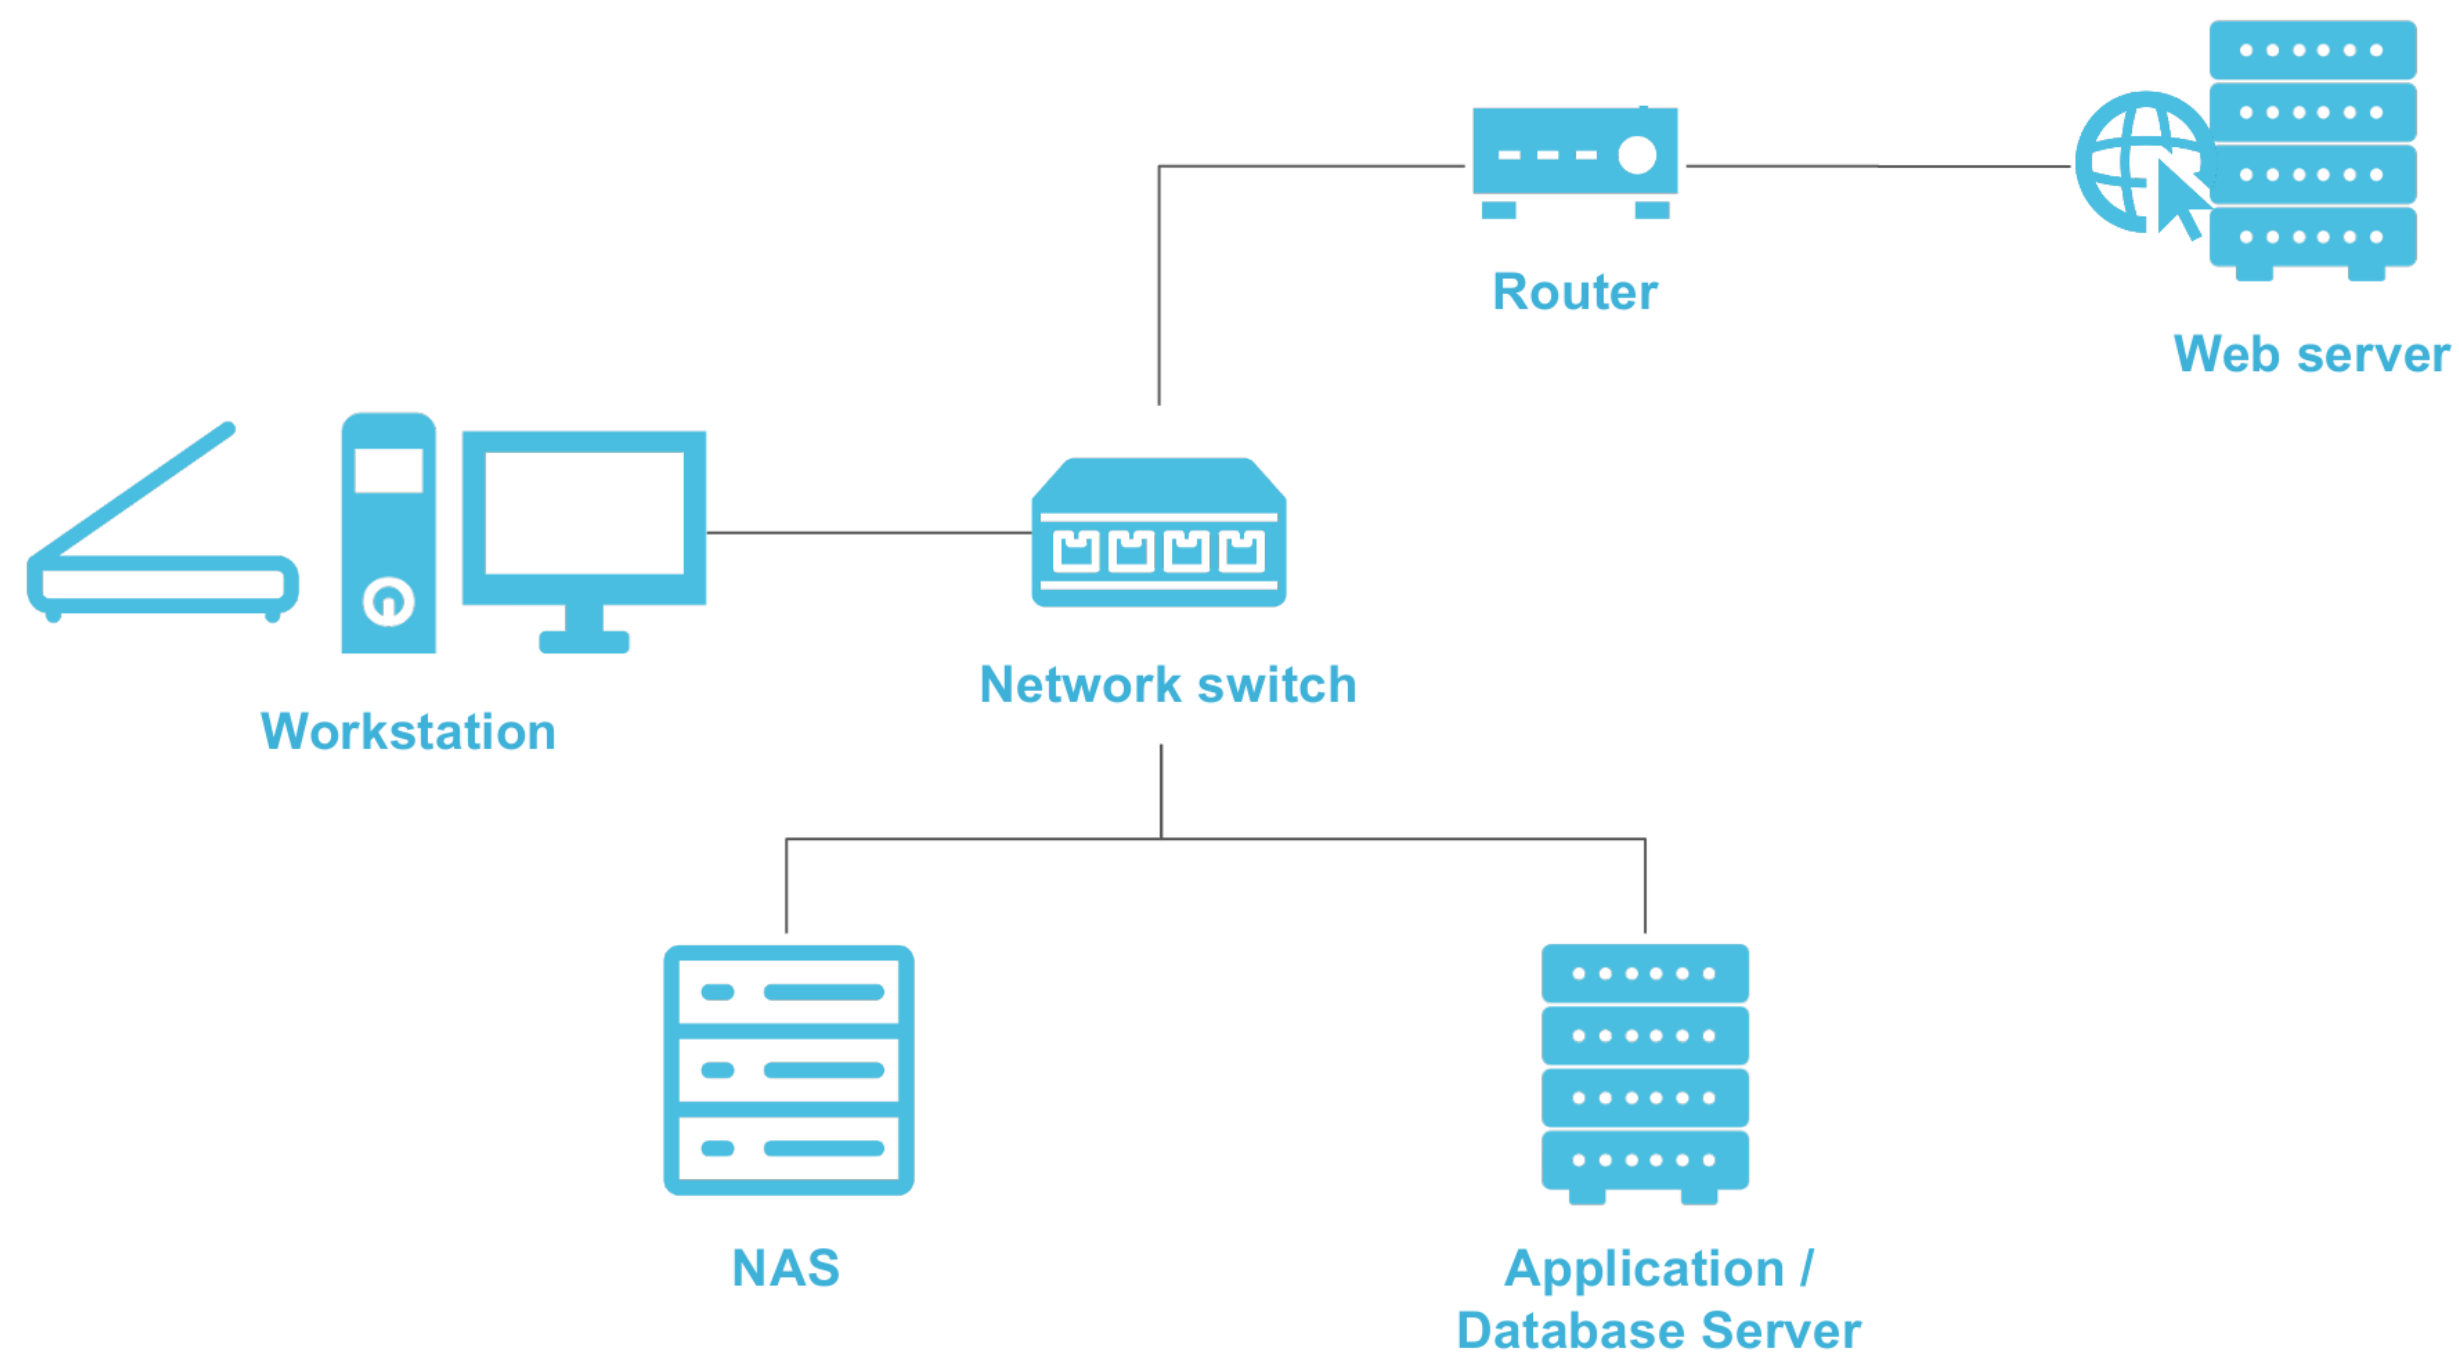 Router
Web server
Network switch
Workstation
NAS
Application /
Database Server